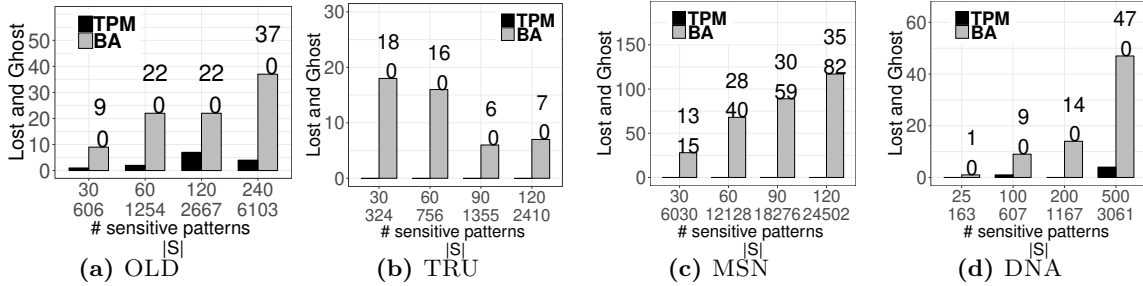 Lost and Ghost
50
40
30
20
10
0
TPM
BA
9
0
22
0
22
0
37
0
30 60 120 240
606 1254 2667 6103
# sensitive patterns
|S|
(a) OLD
Lost and Ghost
30
20
10
0
TPM
BA
18
0
16
0
6
0
7
0
30 60 90 120
324 756 1355 2410
# sensitive patterns
|S|
(b) TRU
Lost and Ghost
150
100
50
0
TPM
BA
13
15
28
40
30
59
35
82
30 60 90 120
6030 12128 18276 24502
# sensitive patterns
|S|
(c) MSN
Lost and Ghost
50
40
30
20
10
0
TPM
BA
1
0
9
0
14
0
47
0
25 100 200 500
163 607 1167 3061
# sensitive patterns
|S|
(d) DNA